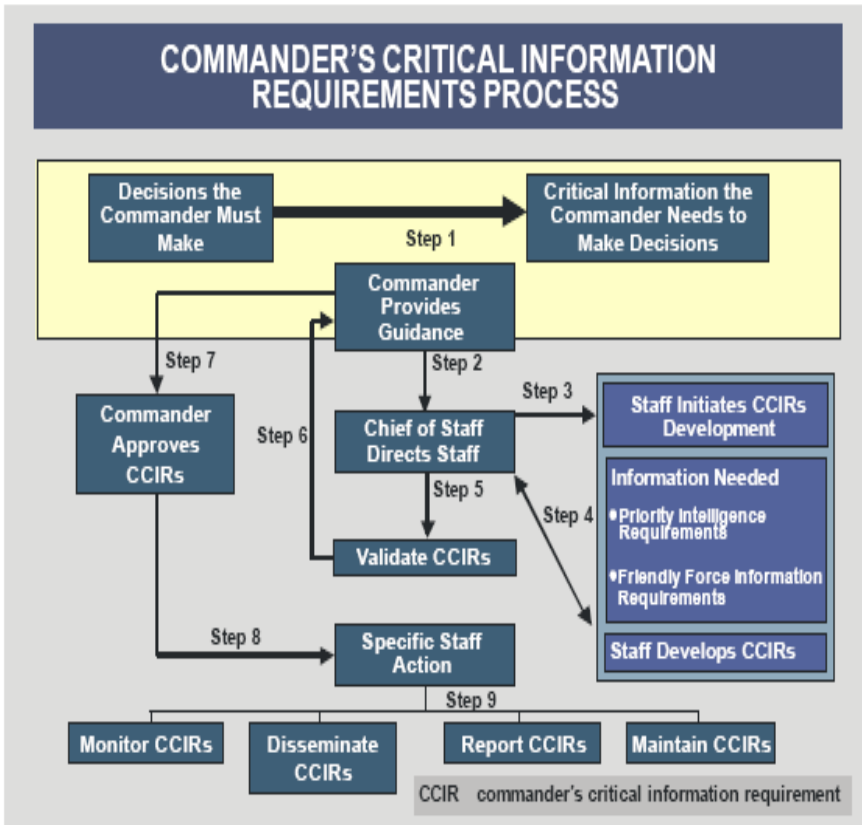 COMMANDER'S CRITICAL INFORMATION
REQUIREMENTS PROCESS
Decisions the
Commander Must
Make
Step 1
Critical Information the
Commander Needs to
Make Decisions
Commander
Provides
Guidance
Step 7
Step 2
Step 3
Commander
Approves
CCIRs
Step 6
Chief of Staff
Directs Staff
Staff Initiates CCIRs
Development
Step 5
Step 4
Information Needed
•Priority Intelligence
Requirements
•Friendly Force Information
Requirements
Validate CCIRs
Staff Develops CCIRs
Step 8
Specific Staff
Action
Step 9
Monitor CCIRs
Disseminate
CCIRs
Report CCIRs
Maintain CCIRs
CCIR commander's critical information requirement